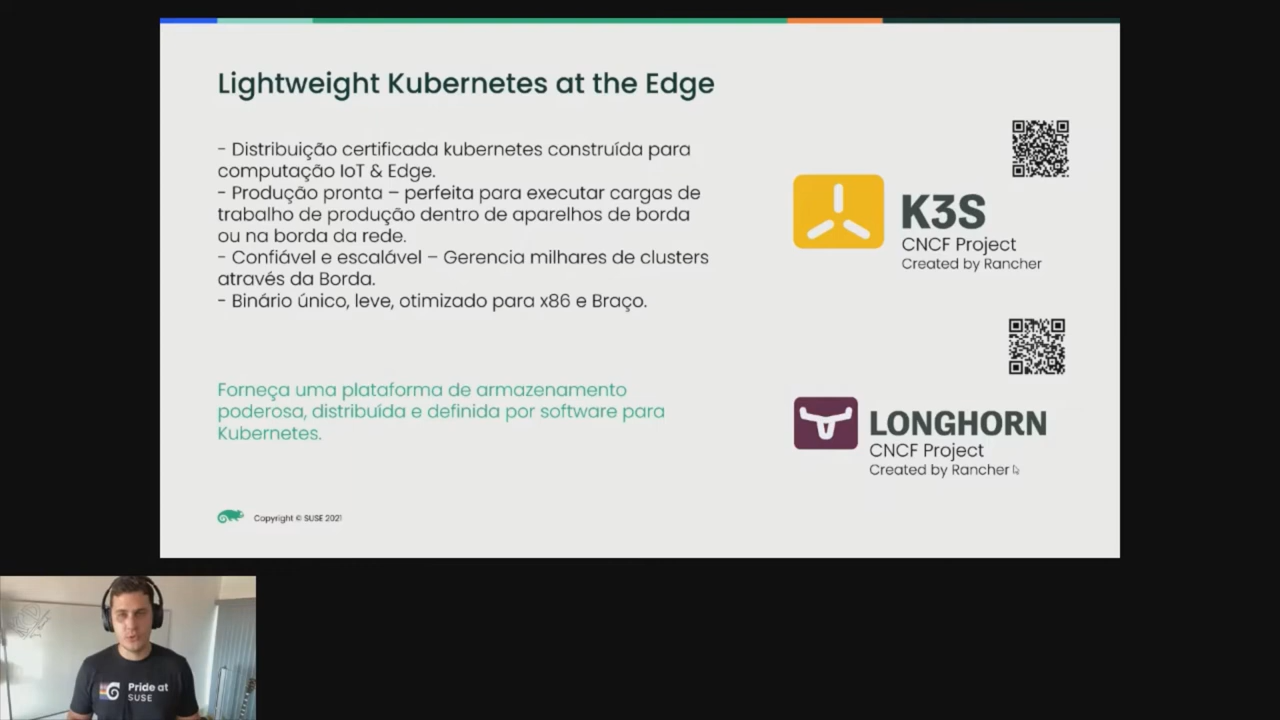 Lightweight Kubernetes at the Edge
- Distribuição certificada kubernetes construída para
computação IoT & Edge.
- Produção pronta – perfeita para executar cargas de
trabalho de produção dentro de aparelhos de borda
ou na borda da rede.
- Confiável e escalável – Gerencia milhares de clusters
através da Borda.
- Binário único, leve, otimizado para x86 e Braço.
Forneça uma plataforma de armazenamento
poderosa, distribuída e definida por software para
Kubernetes.
K3S
CNCF Project
Created by Rancher
LONGHORN
CNCF Project
Created by Rancher
Copyright © SUSE 2021
Pride at
SUSE